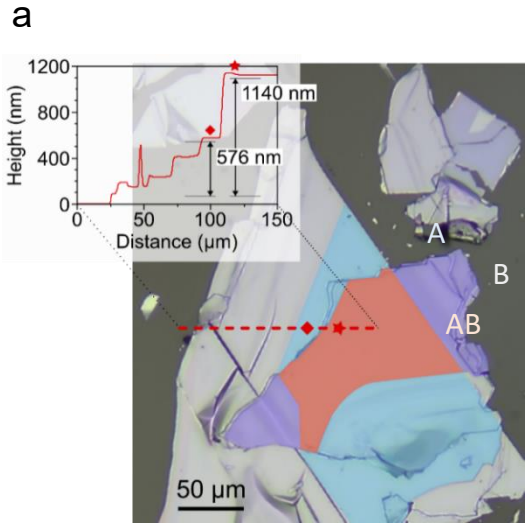 a
1200
1140 nm
800
576 nm
400
0
0 50 100 150
Height (nm)
Distance (µm)
A
B
AB
50 µm